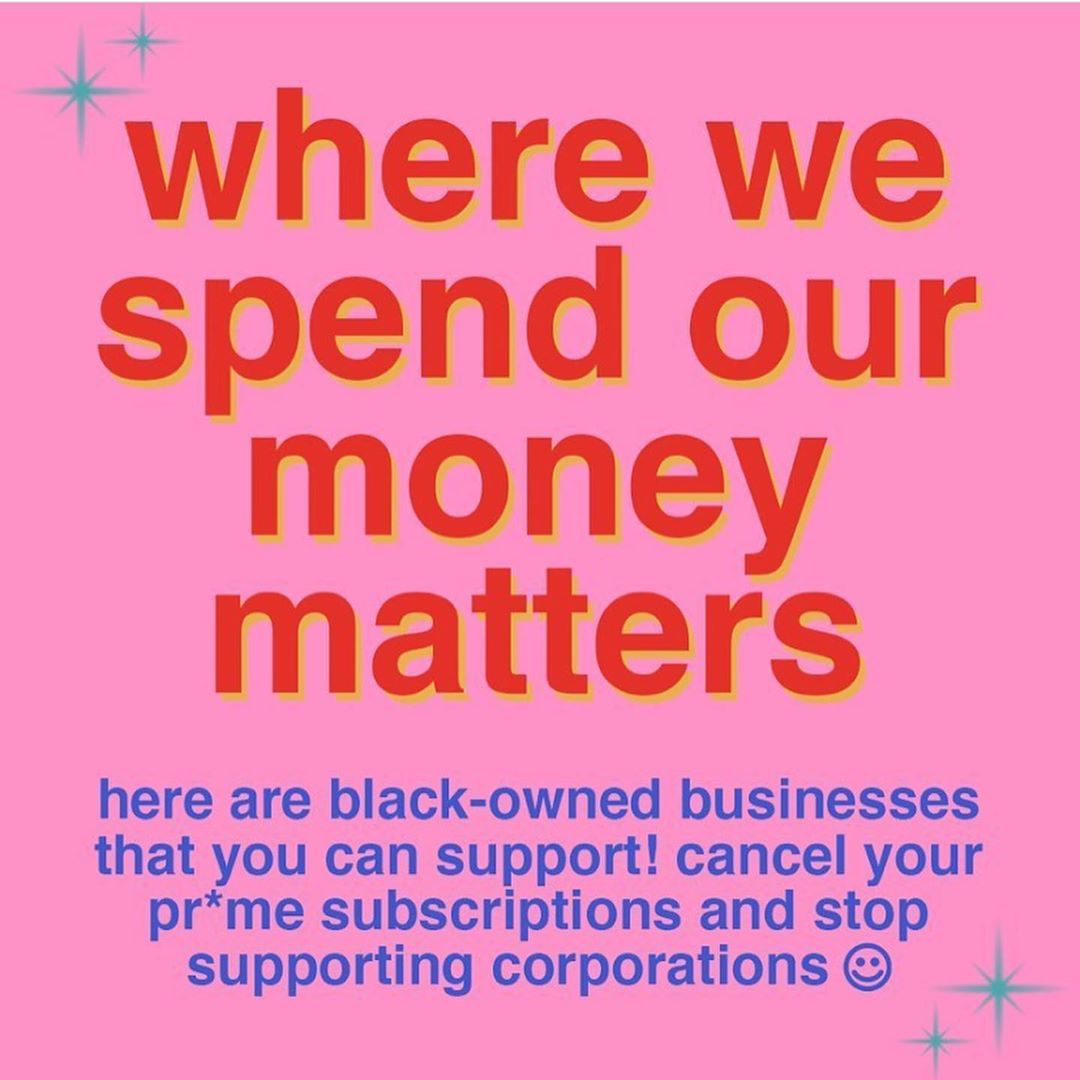 where we
spend our
money
matters
here are black-owned businesses
that you can support! cancel your
pr*me subscriptions and stop
supporting corporations ☺